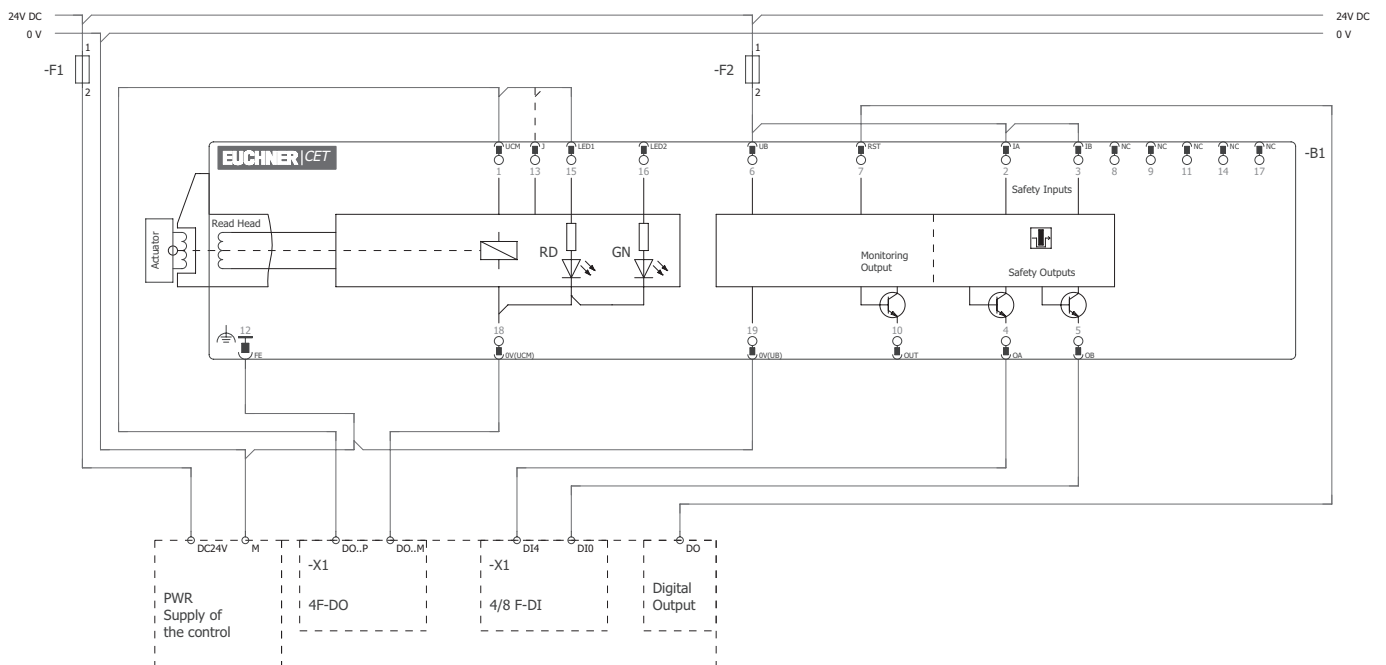 24V DC
24V DC
0 V
0 V
-F1
1
2
-F2
1
2
EUCHNER CET
UCM
J
LED1
LED2
UB
RST
IA
IB
NC
NC
NC
NC
NC
-B1
1
13
15
16
6
7
2
3
8
9
11
14
17
Safety Inputs
Actuator
Read Head
RD
GN
Monitoring
Output
Safety Outputs
12
18
19
10
4
5
FE
0V(UCM)
0V(UB)
OUT
OA
OB
DC24V
M
DO..P
DO..M
DI4
DI0
DO
-X1
-X1
PWR
Supply of
the control
4F-DO
4/8 F-DI
Digital
Output